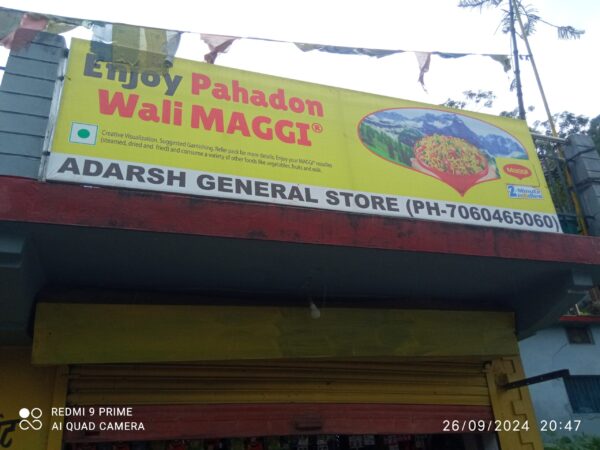 Enjoy Pahadon
Wali MAGGI®
Creative Visualization. Suggested Garnishing. Refer pack for more details. Enjoy your MAGGI® noodles
(steamed, dried and fried) and consume a variety of other foods like vegetables, fruits and milk.
MAGGI
2-Minute
ADARSH GENERAL STORE (PH-7060465060)
REDMI 9 PRIME
AI QUAD CAMERA
26/09/2024 20:47